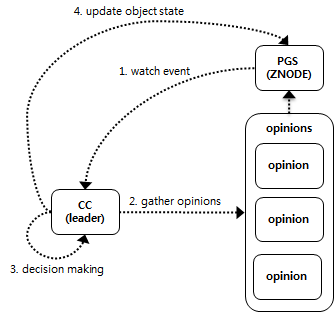 4. update object state
PGS
(ZNODE)
1. watch event
opinions
opinion
CC
(leader)
2. gather opinions
opinion
3. decision making
opinion